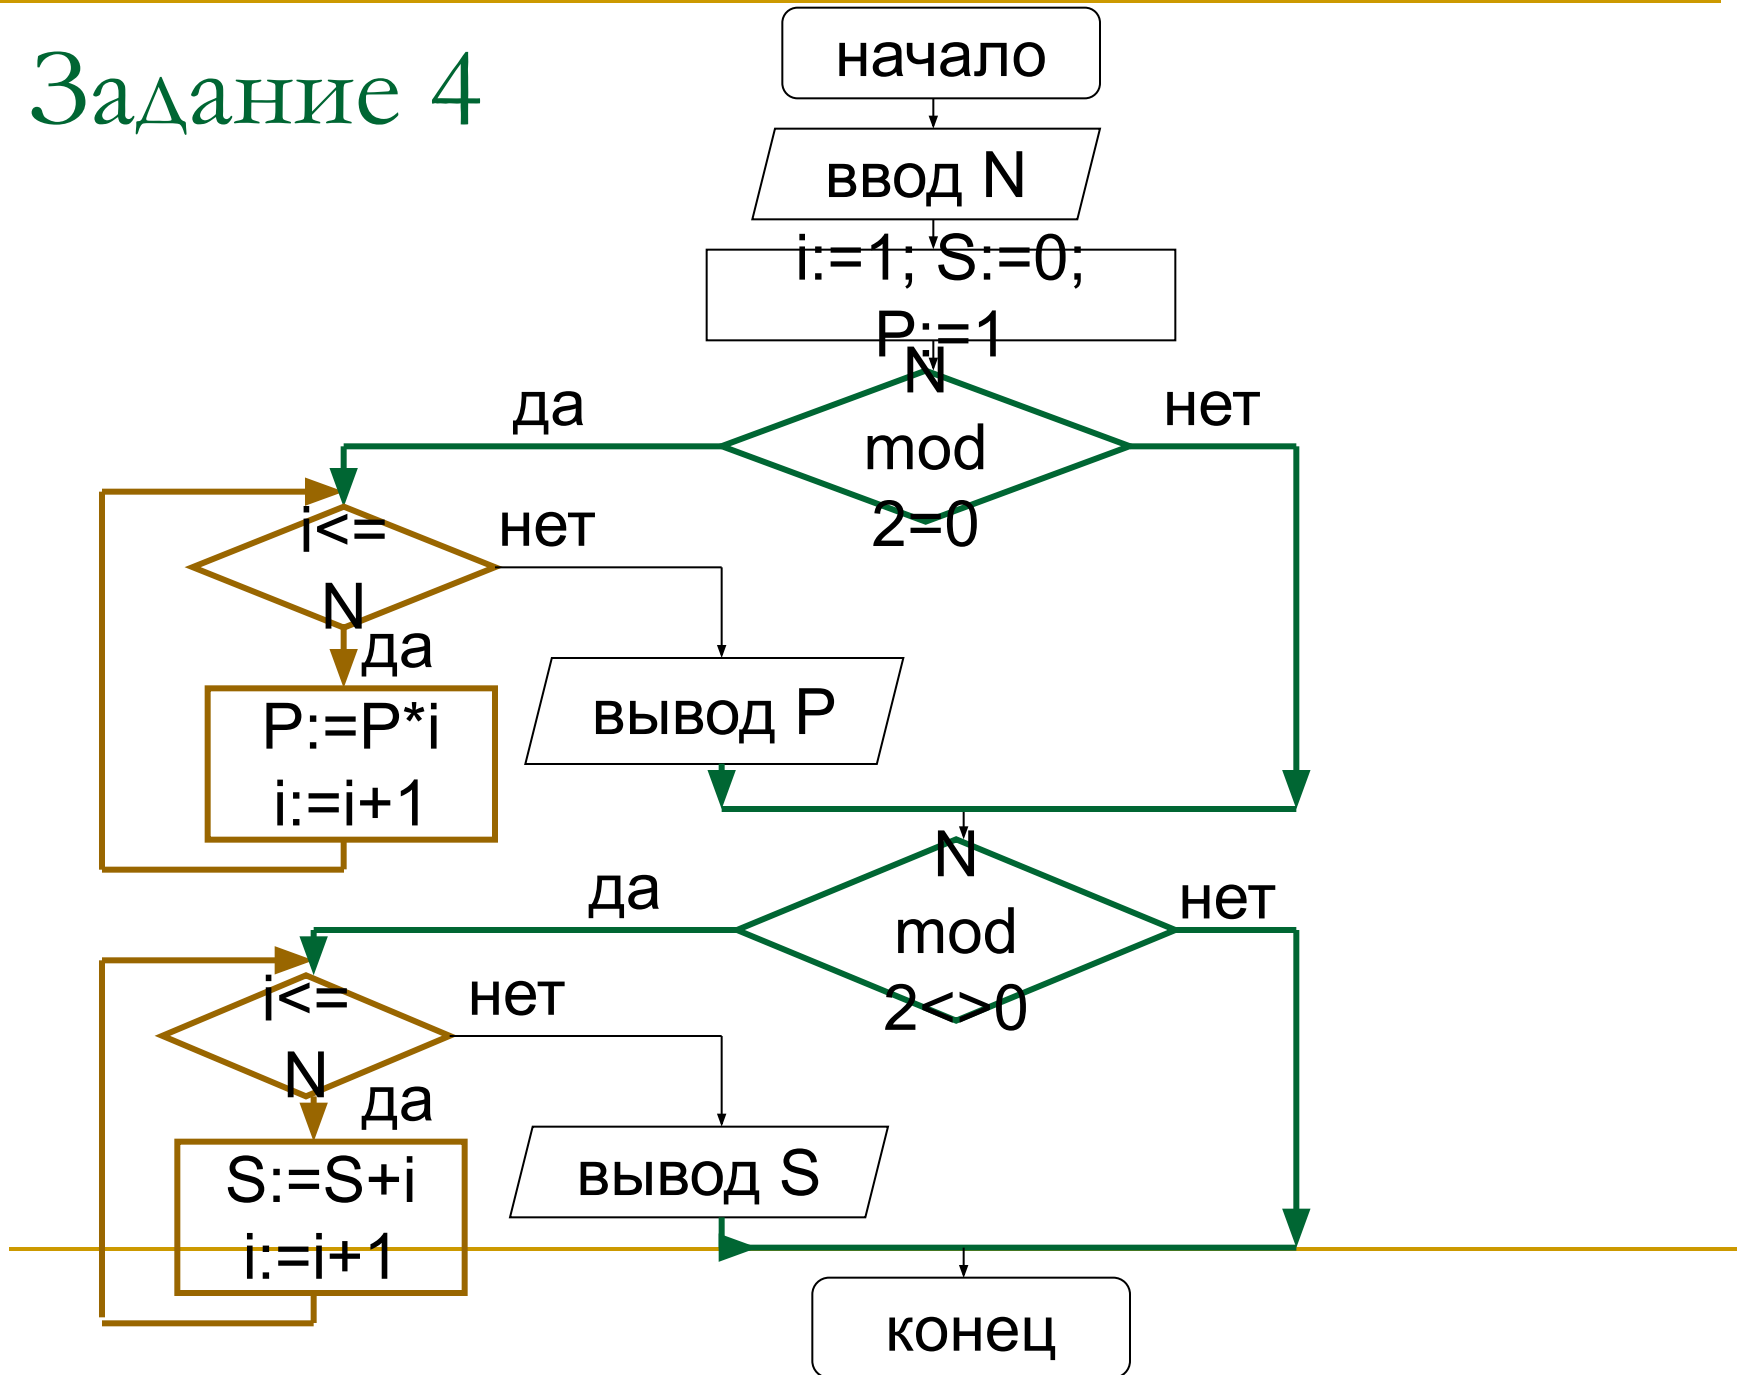 Задание 4
начало
ввод N
i:=1; S:=0;
P:=1
N
mod
2=0
да
нет
i<=
N
нет
да
P:=P*i
i:=i+1
вывод P
N
mod
2<>0
да
нет
i<=
N
нет
да
S:=S+i
i:=i+1
вывод S
конец